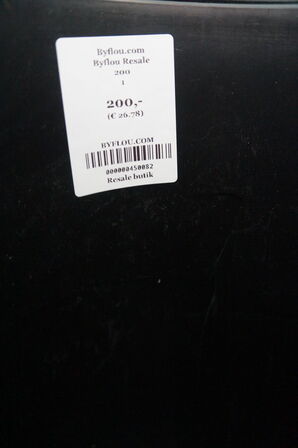 Byflou.com
Byflou Resale
200
1
200,-
(€ 26.78)
BYFLOU.COM
000000450082
Resale butik